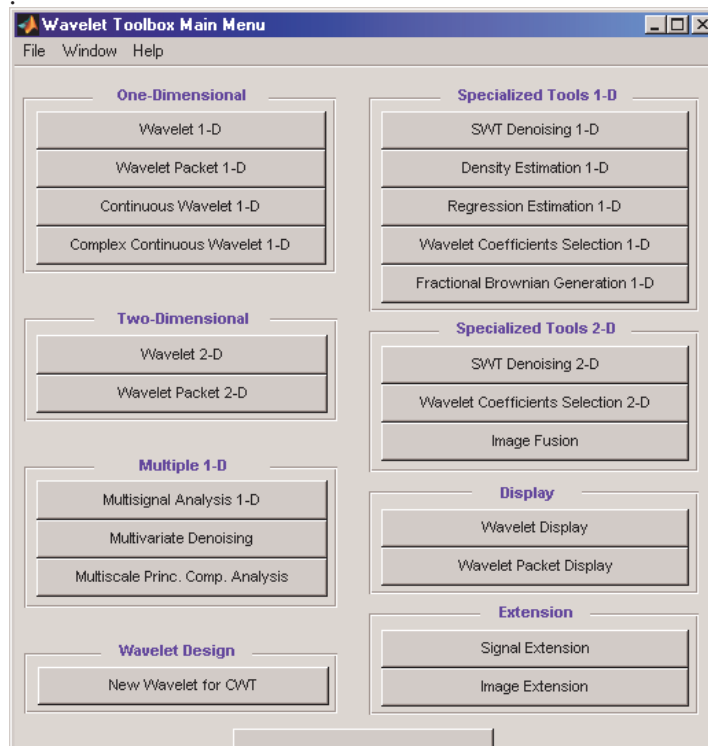 Wavelet Toolbox Main Menu
File Window Help
One-Dimensional
Wavelet 1-D
Wavelet Packet 1-D
Continuous Wavelet 1-D
Complex Continuous Wavelet 1-D
Two-Dimensional
Wavelet 2-D
Wavelet Packet 2-D
Multiple 1-D
Multisignal Analysis 1-D
Multivariate Denoising
Multiscale Princ. Comp. Analysis
Wavelet Design
New Wavelet for CWT
Specialized Tools 1-D
SWT Denoising 1-D
Density Estimation 1-D
Regression Estimation 1-D
Wavelet Coefficients Selection 1-D
Fractional Brownian Generation 1-D
Specialized Tools 2-D
SWT Denoising 2-D
Wavelet Coefficients Selection 2-D
Image Fusion
Display
Wavelet Display
Wavelet Packet Display
Extension
Signal Extension
Image Extension